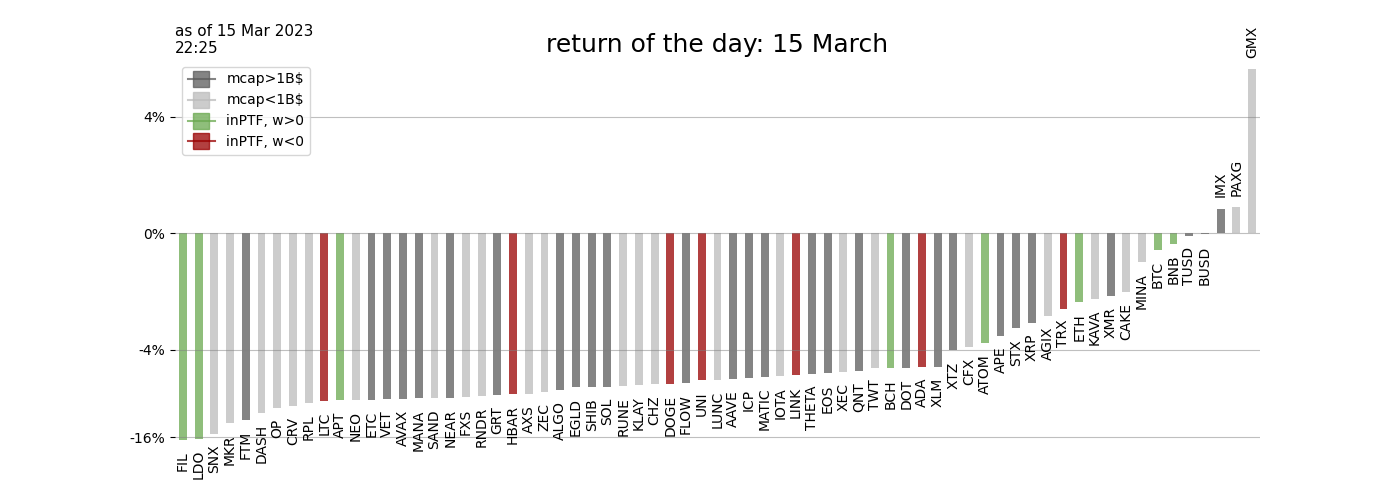 as of 15 Mar 2023
22:25
return of the day: 15 March
mcap>1B$
mcap<1B$
inPTF, w>0
inPTF, w<0
4%
0%
-4%
-16%
FIL
LDO
SNX
MKR
FTM
DASH
OP
CRV
RPL
LTC
APT
NEO
ETC
VET
AVAX
MANA
SAND
NEAR
FXS
RNDR
GRT
HBAR
AXS
ZEC
ALGO
EGLD
SHIB
SOL
RUNE
KLAY
CHZ
DOGE
FLOW
UNI
LUNC
AAVE
ICP
MATIC
IOTA
LINK
THETA
EOS
XEC
QNT
TWT
BCH
DOT
ADA
XLM
XTZ
CFX
ATOM
APE
STX
XRP
AGIX
TRX
ETH
KAVA
XMR
CAKE
MINA
BTC
BNB
TUSD
BUSD
IMX
PAXG
GMX